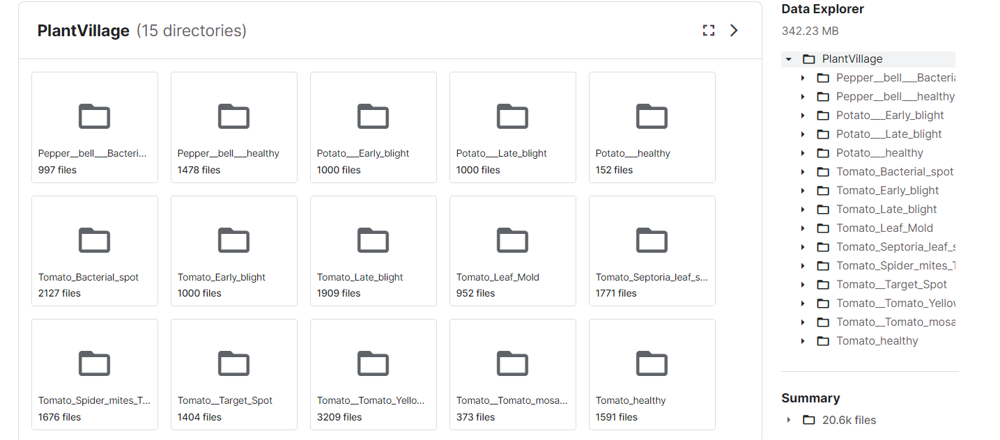 PlantVillage (15 directories)
Pepper__bell___Bacteri...
997 files
Pepper__bell___healthy
1478 files
Potato___Early_blight
1000 files
Potato___Late_blight
1000 files
Potato___healthy
152 files
Tomato_Bacterial_spot
2127 files
Tomato_Early_blight
1000 files
Tomato_Late_blight
1909 files
Tomato_Leaf_Mold
952 files
Tomato_Septoria_leaf_s...
1771 files
Tomato_Spider_mites_T...
1676 files
Tomato__Target_Spot
1404 files
Tomato__Tomato_Yello...
3209 files
Tomato__Tomato_mosa...
373 files
Tomato_healthy
1591 files
Data Explorer
342.23 MB
PlantVillage
Pepper__bell___Bacteria
Pepper__bell___healthy
Potato___Early_blight
Potato___Late_blight
Potato___healthy
Tomato_Bacterial_spot
Tomato_Early_blight
Tomato_Late_blight
Tomato_Leaf_Mold
Tomato_Septoria_leaf_s
Tomato_Spider_mites_T
Tomato__Target_Spot
Tomato__Tomato_Yellow
Tomato__Tomato_mosa
Tomato_healthy
Summary
20.6k files